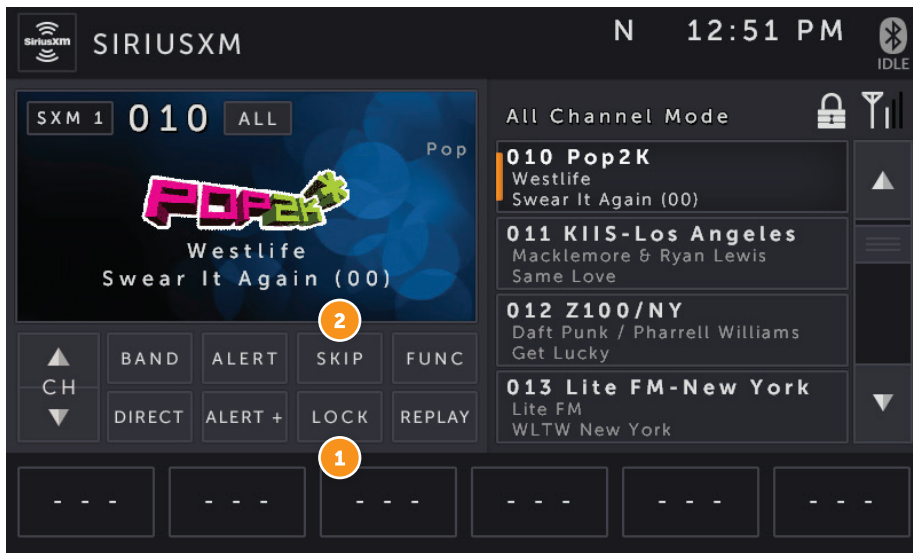 siriusxm
SIRIUSXM
N 12:51 PM
IDLE
SXM 1 010 ALL
Pop
POP2K
Westlife
Swear It Again (00)
2
BAND ALERT SKIP FUNC
CH
DIRECT ALERT + LOCK REPLAY
1
All Channel Mode
010 Pop2K
Westlife
Swear It Again (00)
011 KIIS-Los Angeles
Macklemore & Ryan Lewis
Same Love
012 Z100/NY
Daft Punk / Pharrell Williams
Get Lucky
013 Lite FM-New York
Lite FM
WLTW New York
- - - - - - - - - - - - - - - - - -